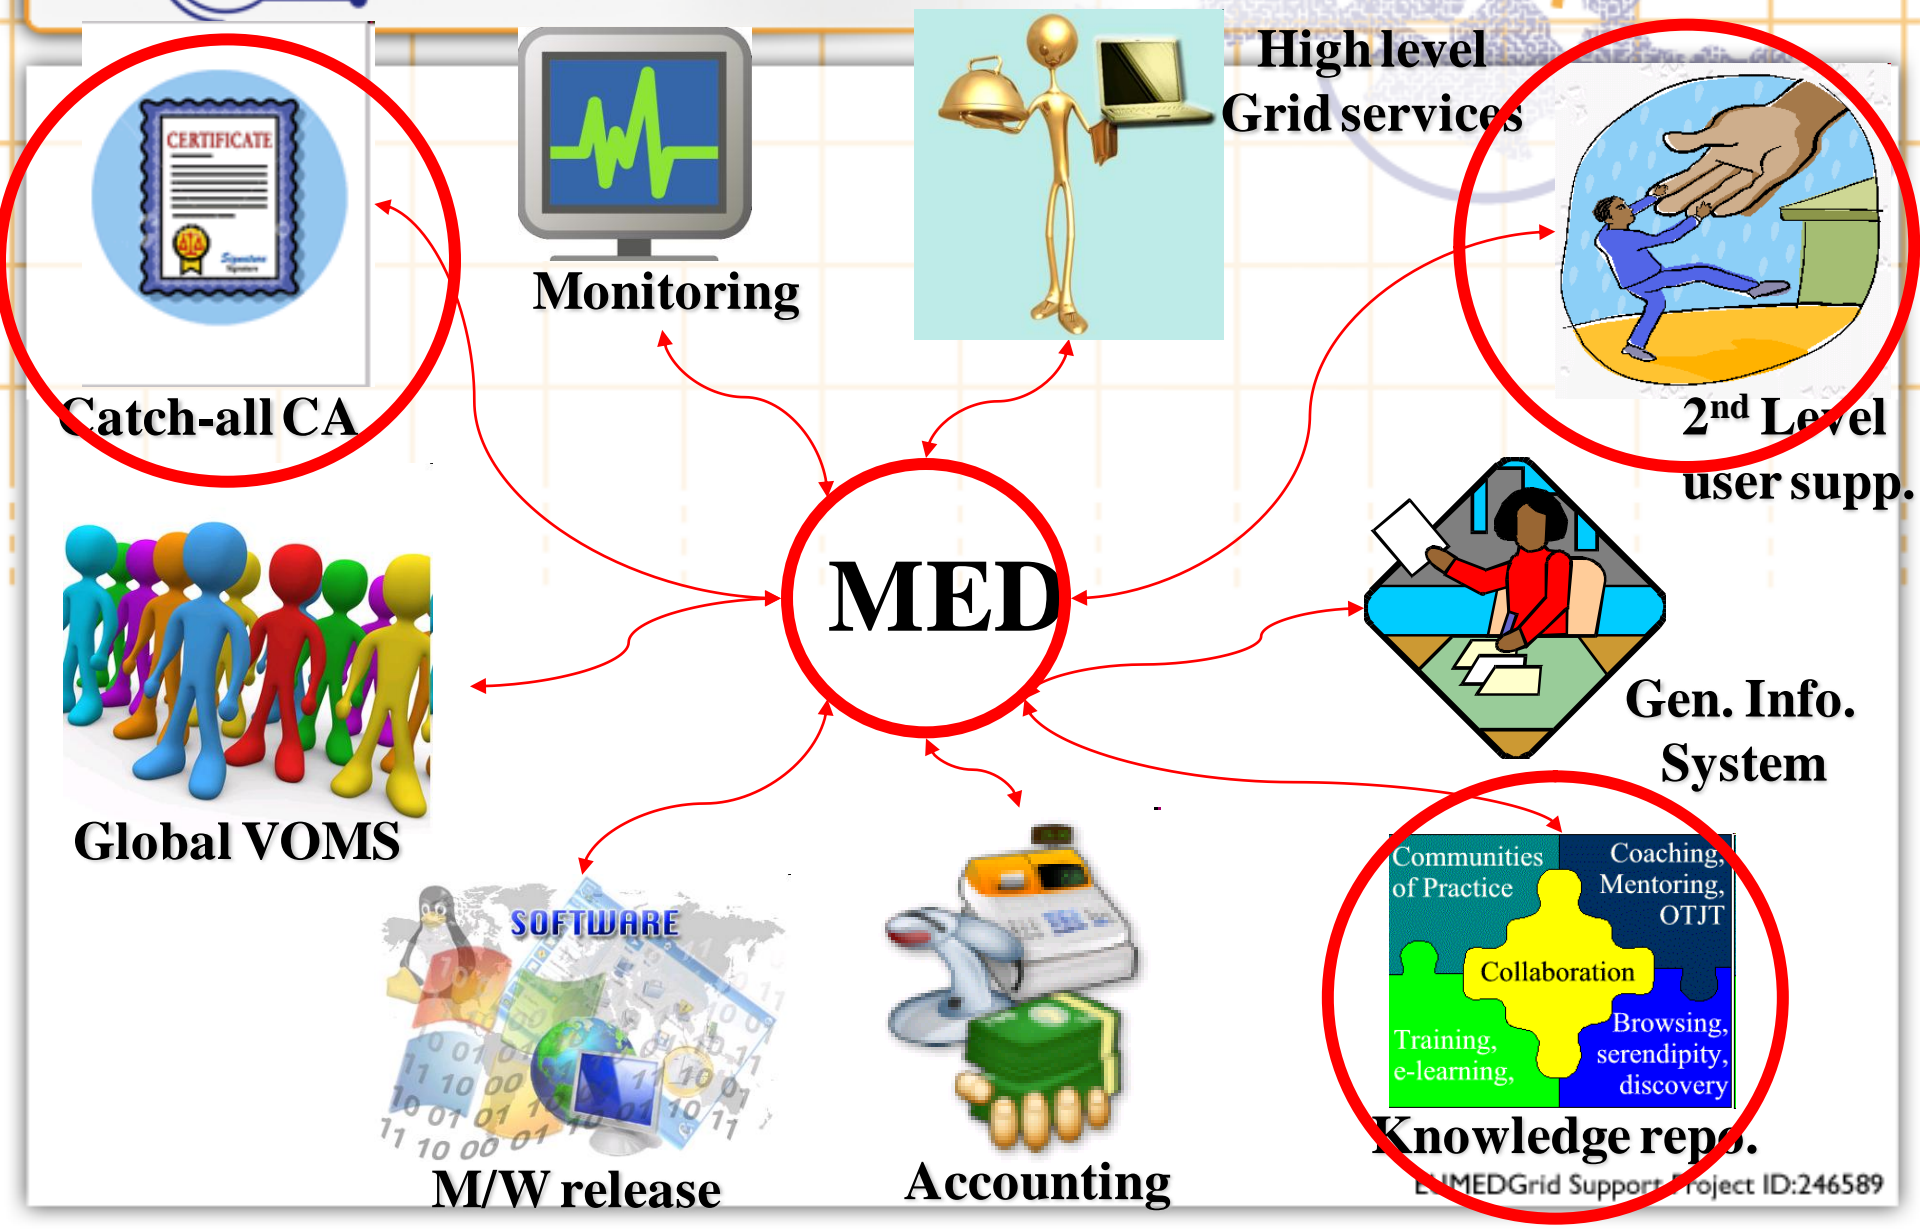 High level
Grid services
CERTIFICATE
Signature
Signature
Monitoring
Catch-all CA
2nd Level
user supp.
MED
Gen. Info.
System
Global VOMS
SOFTWARE
Communities
of Practice
Coaching,
Mentoring,
OTJT
Collaboration
Training,
e-learning,
Browsing,
serendipity,
discovery
Knowledge repo.
M/W release
Accounting
EUMEDGrid Support Project ID:246589